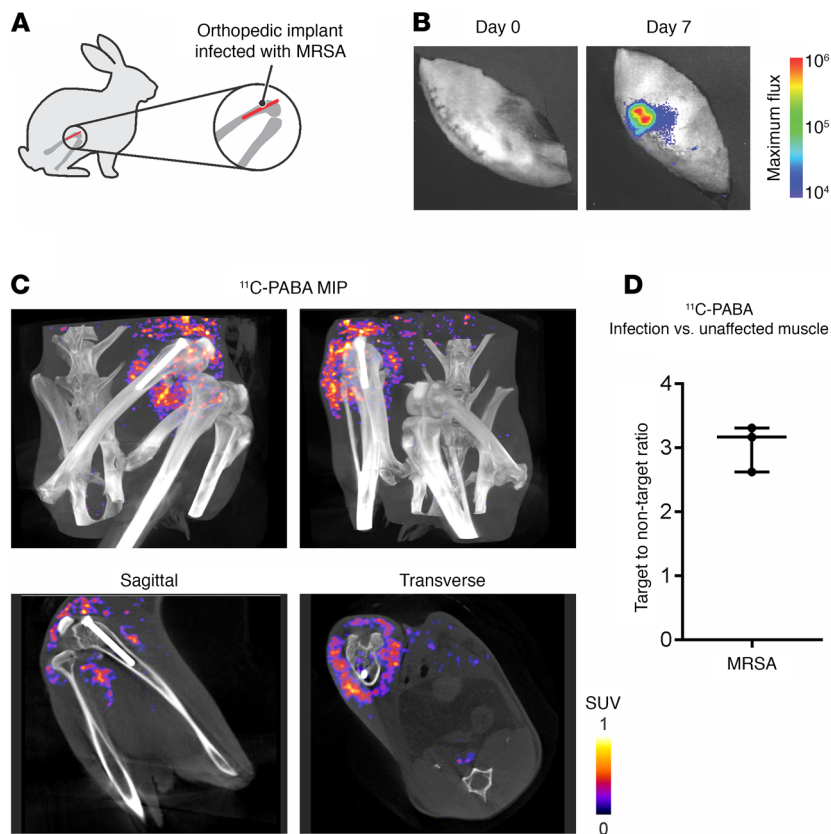 A
Orthopedic implant
infected with MRSA
B
Day 0
Day 7
Maximum flux
10⁶
10⁵
10⁴
C
¹¹C-PABA MIP
Sagittal
Transverse
SUV
1
0
D
¹¹C-PABA
Infection vs. unaffected muscle
Target to non-target ratio
4
3
2
1
0
MRSA